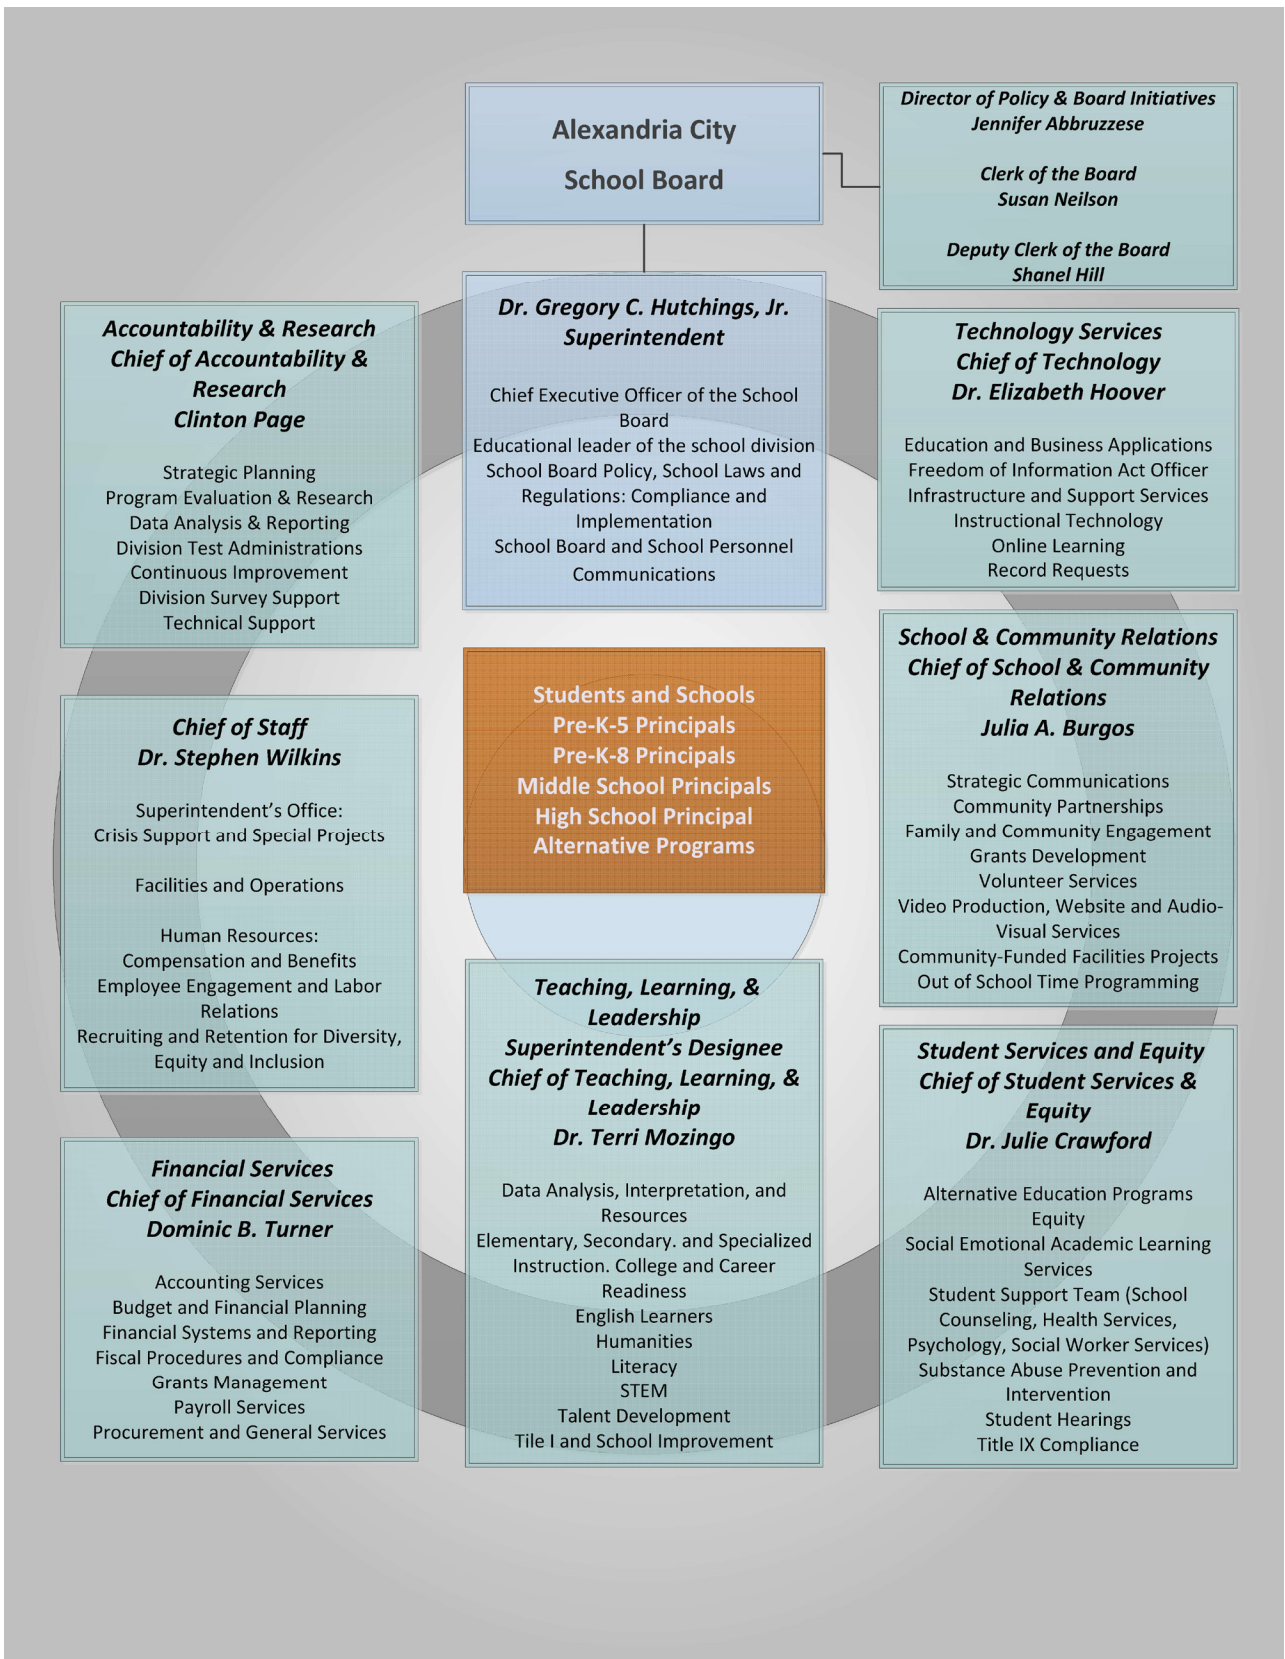 Alexandria City
School Board
Director of Policy & Board Initiatives
Jennifer Abbruzzese
Clerk of the Board
Susan Neilson
Deputy Clerk of the Board
Shanel Hill
Dr. Gregory C. Hutchings, Jr.
Superintendent
Chief Executive Officer of the School
Board
Educational leader of the school division
School Board Policy, School Laws and
Regulations: Compliance and
Implementation
School Board and School Personnel
Communications
Accountability & Research
Chief of Accountability &
Research
Clinton Page
Strategic Planning
Program Evaluation & Research
Data Analysis & Reporting
Division Test Administrations
Continuous Improvement
Division Survey Support
Technical Support
Technology Services
Chief of Technology
Dr. Elizabeth Hoover
Education and Business Applications
Freedom of Information Act Officer
Infrastructure and Support Services
Instructional Technology
Online Learning
Record Requests
Students and Schools
Pre-K-5 Principals
Pre-K-8 Principals
Middle School Principals
High School Principal
Alternative Programs
School & Community Relations
Chief of School & Community
Relations
Julia A. Burgos
Strategic Communications
Community Partnerships
Family and Community Engagement
Grants Development
Volunteer Services
Video Production, Website and Audio-
Visual Services
Community-Funded Facilities Projects
Out of School Time Programming
Chief of Staff
Dr. Stephen Wilkins
Superintendent’s Office:
Crisis Support and Special Projects
Facilities and Operations
Human Resources:
Compensation and Benefits
Employee Engagement and Labor
Relations
Recruiting and Retention for Diversity,
Equity and Inclusion
Teaching, Learning, &
Leadership
Superintendent’s Designee
Chief of Teaching, Learning, &
Leadership
Dr. Terri Mozingo
Data Analysis, Interpretation, and
Resources
Elementary, Secondary. and Specialized
Instruction. College and Career
Readiness
English Learners
Humanities
Literacy
STEM
Talent Development
Tile I and School Improvement
Student Services and Equity
Chief of Student Services &
Equity
Dr. Julie Crawford
Alternative Education Programs
Equity
Social Emotional Academic Learning
Services
Student Support Team (School
Counseling, Health Services,
Psychology, Social Worker Services)
Substance Abuse Prevention and
Intervention
Student Hearings
Title IX Compliance
Financial Services
Chief of Financial Services
Dominic B. Turner
Accounting Services
Budget and Financial Planning
Financial Systems and Reporting
Fiscal Procedures and Compliance
Grants Management
Payroll Services
Procurement and General Services